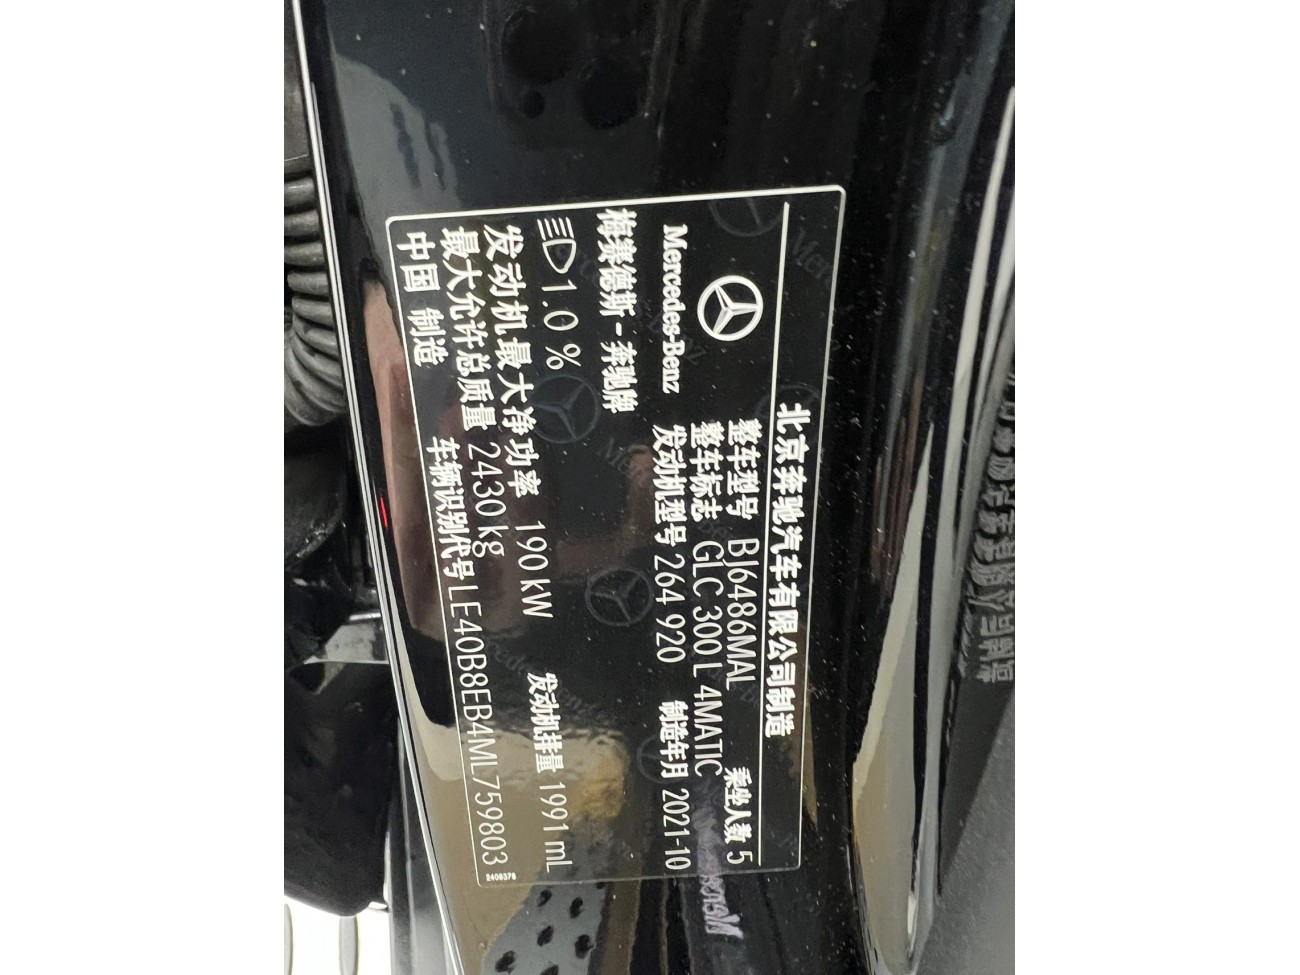 北京奔驰汽车有限公司制造
Mercedes-Benz
整车型号 BJ6486MAL 乘坐人数 5
整车标志 GLC 300 L 4MATIC
发动机型号 264 920 制造年月 2021-10
梅赛德斯-奔驰牌
1.0 %
发动机最大净功率 190 kW 发动机排量 1991 mL
最大允许总质量 2430 kg
中国 制造 车辆识别代号 LE40B8EB4ML759803
2406378